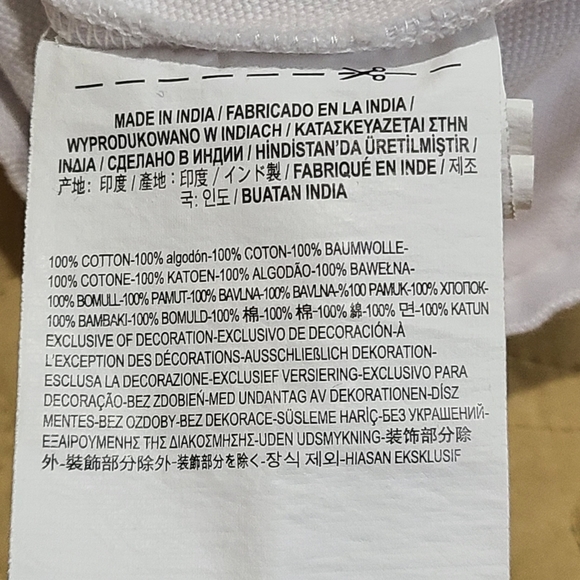 MADE IN INDIA / FABRICADO EN LA INDIA /
WYPRODUKOWANO W INDIACH / ΚΑΤΑΣΚΕΥΑΖΕΤΑΙ ΣΤΗΝ
ΙΝΔΙΑ / СДЕЛАНО В ИНДИИ / HİNDİSTAN'DA ÜRETİLMİŞTİR /
产地: 印度 / 產地: 印度 / インド製 / FABRIQUÉ EN INDE / 제조
국: 인도 / BUATAN INDIA
100% COTTON-100% algodón-100% COTON-100% BAUMWOLLE-
100% COTONE-100% KATOEN-100% ALGODÃO-100% BAWEŁNA-
100% BOMULL-100% PAMUT-100% BAVLNA-100% BAVLNA-%100 PAMUK-100% ХЛОПОК-
100% ΒΑΜΒΑΚΙ-100% BOMULD-100% 棉-100% 棉-100% 綿-100% 면-100% KATUN
EXCLUSIVE OF DECORATION-EXCLUSIVO DE DECORACIÓN-À
L'EXCEPTION DES DÉCORATIONS-AUSSCHLIEßLICH DEKORATION-
ESCLUSA LA DECORAZIONE-EXCLUSIEF VERSIERING-EXCLUSIVO PARA
DECORAÇÃO-BEZ ZDOBIEŃ-MED UNDANTAG AV DEKORATIONEN-DÍSZ
MENTES-BEZ OZDOBY-BEZ DEKORACE-SÜSLEME HARİÇ-БЕЗ УКРАШЕНИЙ-
ΕΞΑΙΡΟΥΜΕΝΗΣ ΤΗΣ ΔΙΑΚΟΣΜΗΣΗΣ-UDEN UDSMYKNING-装饰部分除
外-裝飾部分除外-装飾部分を除く-장식 제외-HIASAN EKSKLUSIF